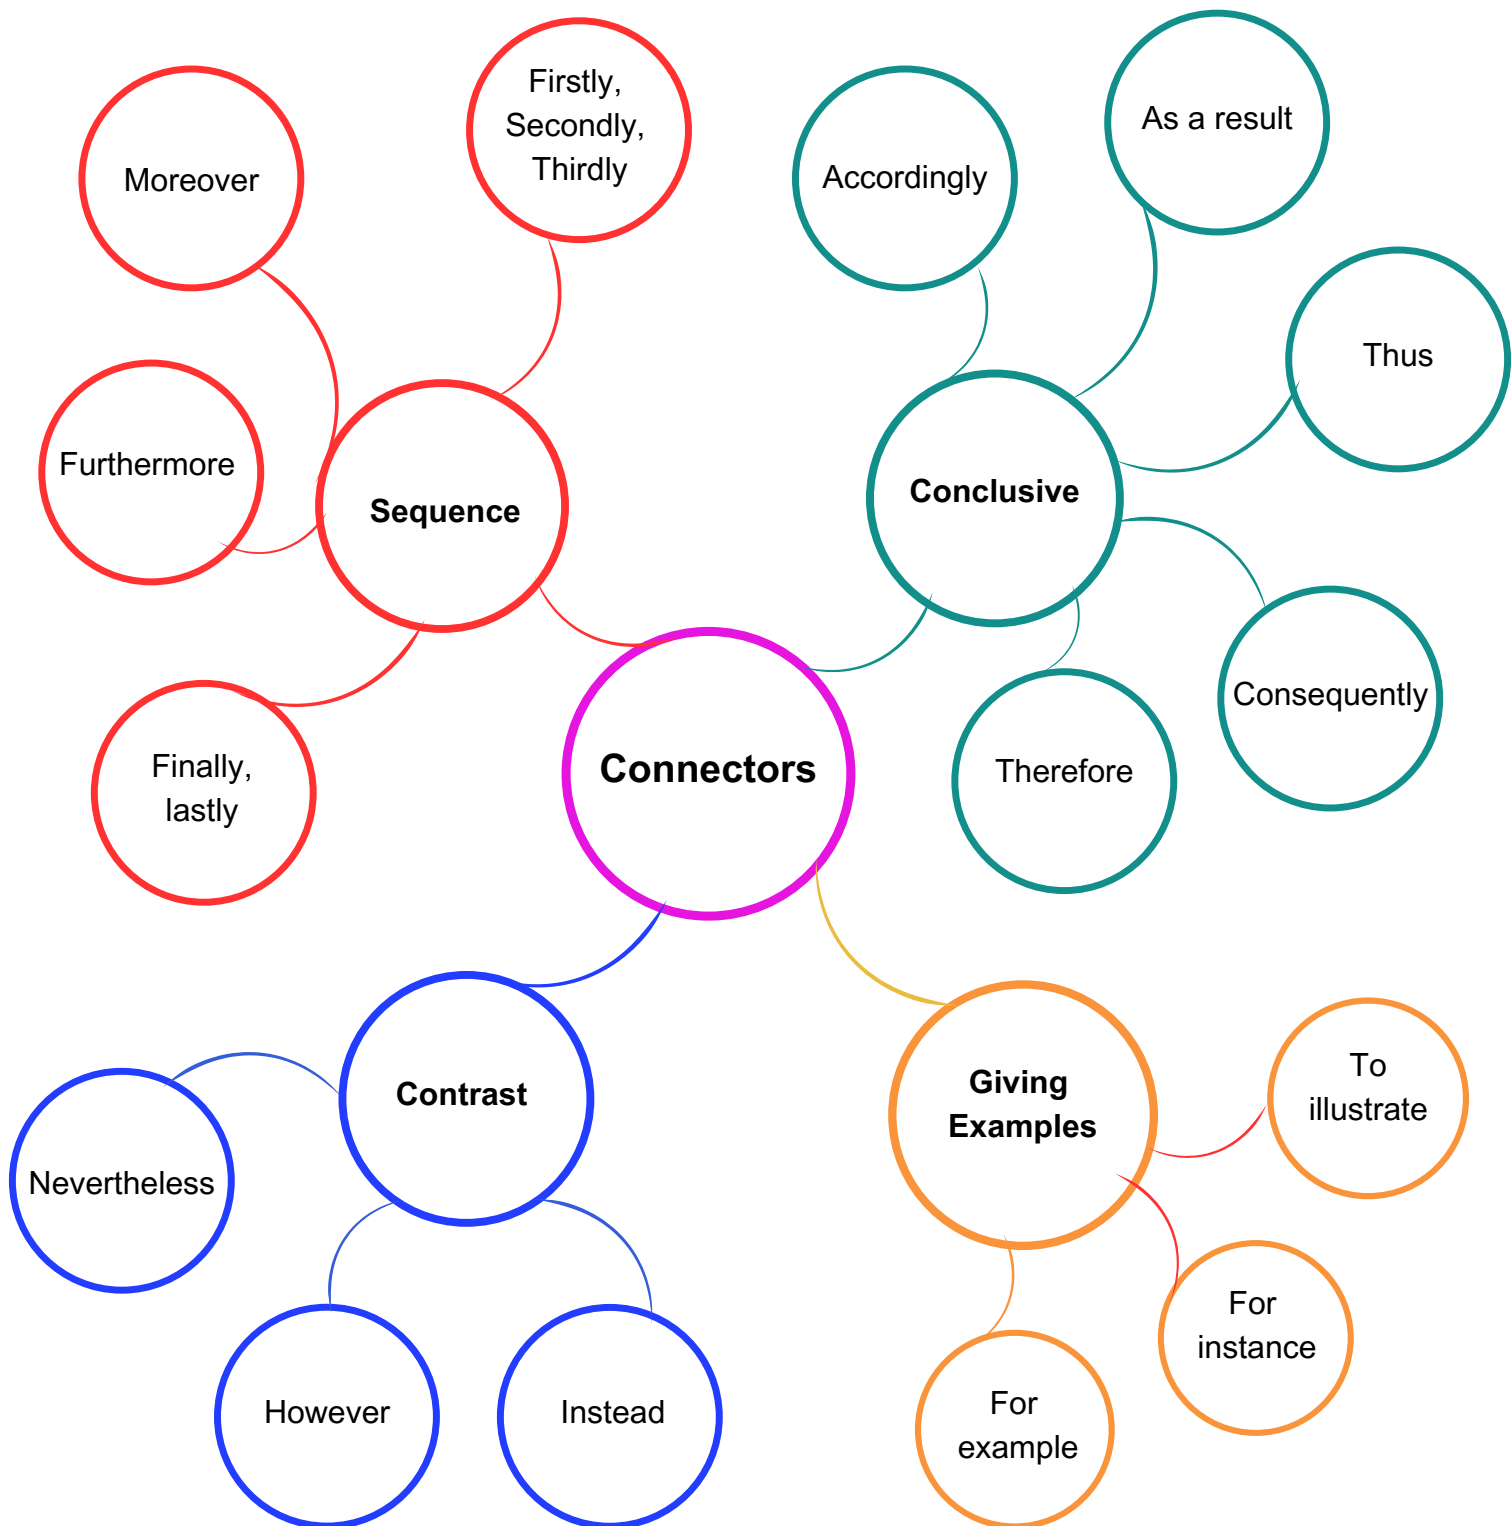 Firstly,
Secondly,
Thirdly
Moreover
Furthermore
Sequence
Finally,
lastly
Accordingly
As a result
Thus
Conclusive
Consequently
Therefore
Connectors
Contrast
Nevertheless
However
Instead
Giving
Examples
To
illustrate
For
instance
For
example